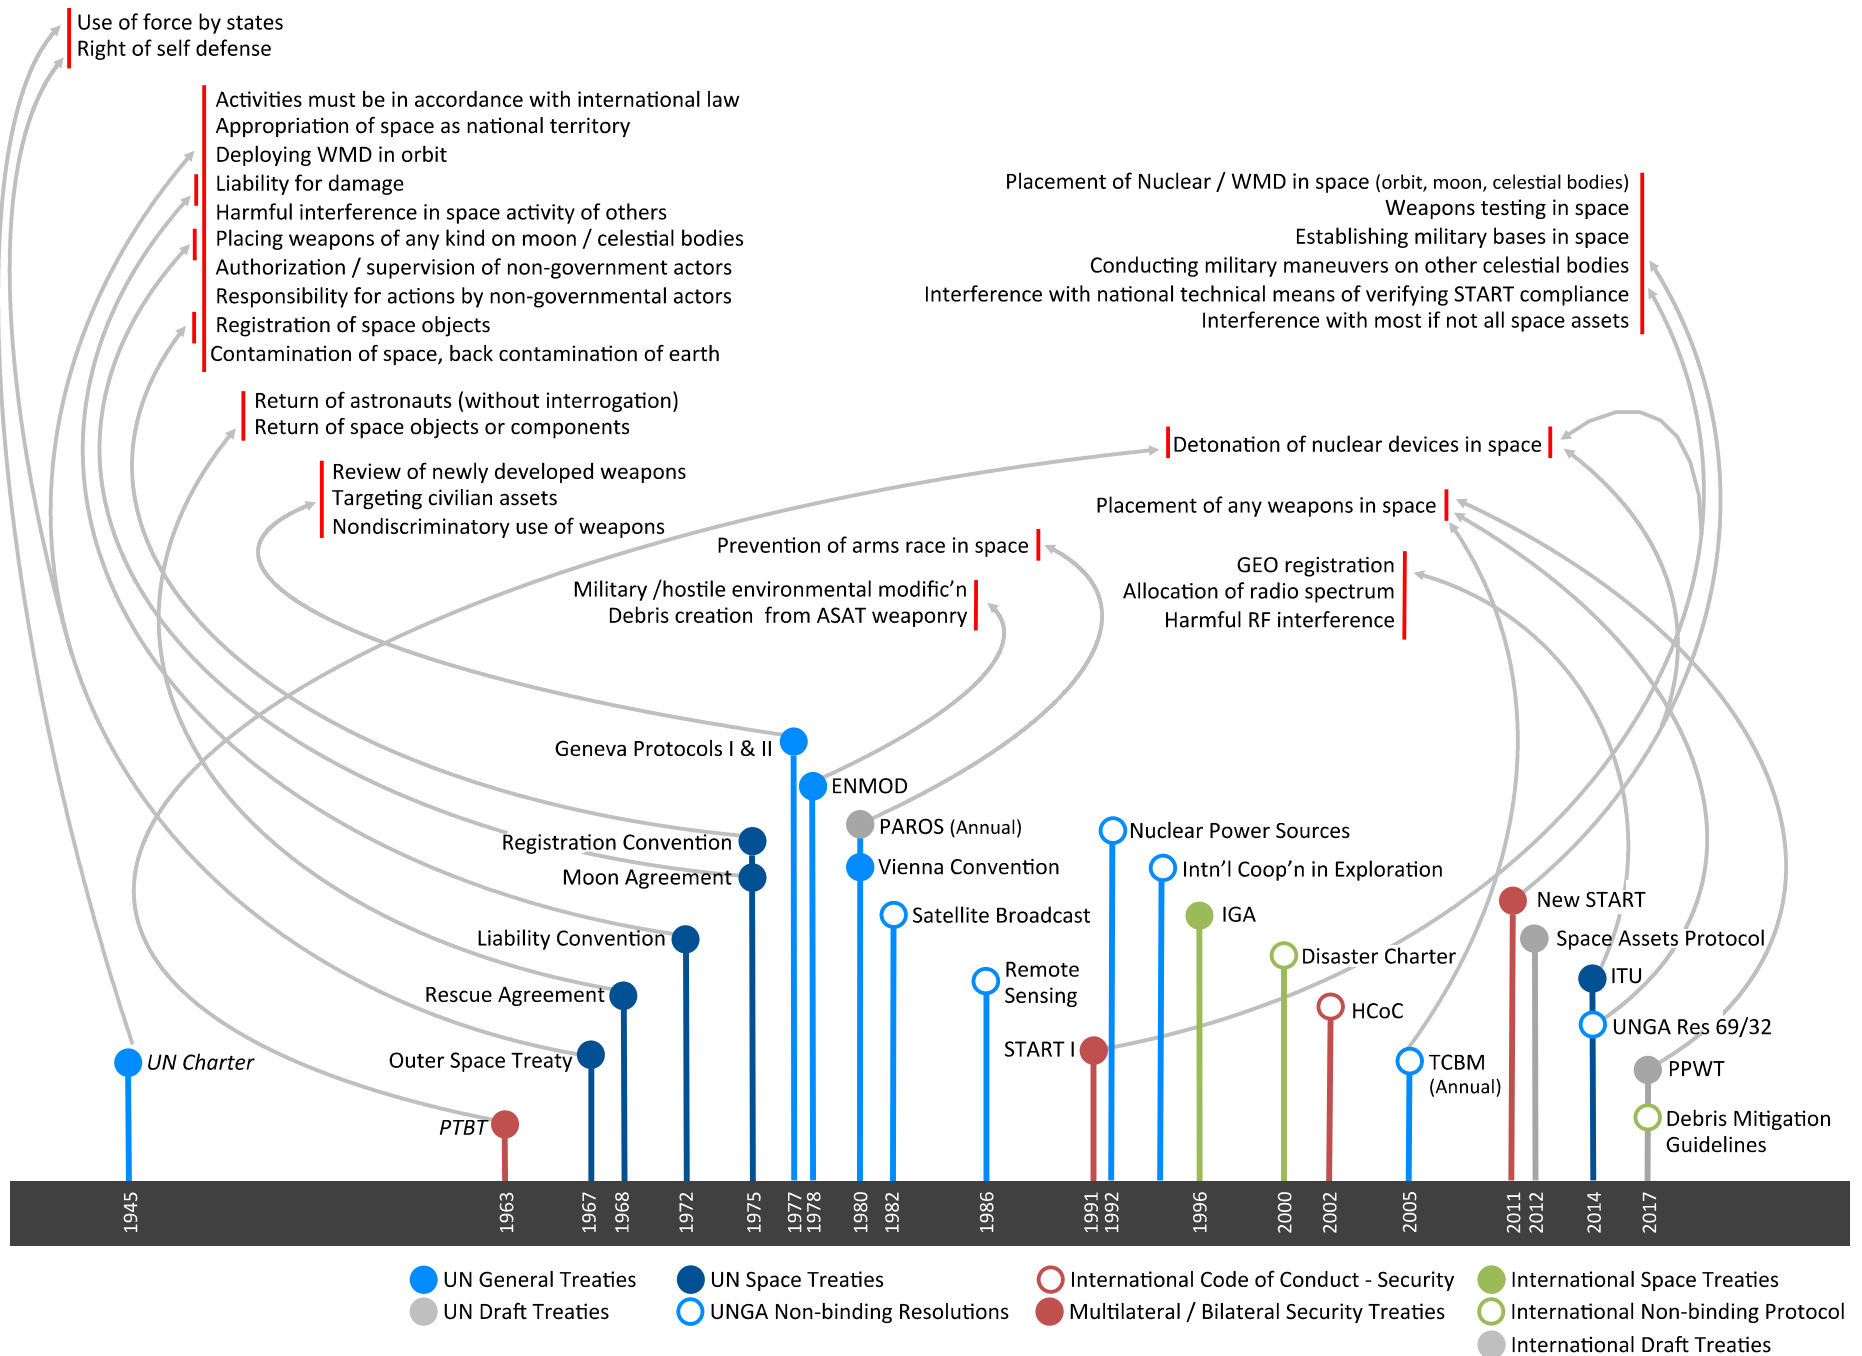 Use of force by states
Right of self defense
Activities must be in accordance with international law
Appropriation of space as national territory
Deploying WMD in orbit
Liability for damage
Harmful interference in space activity of others
Placing weapons of any kind on moon / celestial bodies
Authorization / supervision of non-government actors
Responsibility for actions by non-governmental actors
Registration of space objects
Contamination of space, back contamination of earth
Placement of Nuclear / WMD in space (orbit, moon, celestial bodies)
Weapons testing in space
Establishing military bases in space
Conducting military maneuvers on other celestial bodies
Interference with national technical means of verifying START compliance
Interference with most if not all space assets
Return of astronauts (without interrogation)
Return of space objects or components
Detonation of nuclear devices in space
Review of newly developed weapons
Targeting civilian assets
Nondiscriminatory use of weapons
Placement of any weapons in space
Prevention of arms race in space
Military /hostile environmental modific’n
Debris creation  from ASAT weaponry
GEO registration
Allocation of radio spectrum
Harmful RF interference
Geneva Protocols I & II
ENMOD
PAROS (Annual)
Nuclear Power Sources
Registration Convention
Vienna Convention
Intn’l Coop’n in Exploration
Moon Agreement
New START
Satellite Broadcast
IGA
Liability Convention
Space Assets Protocol
Disaster Charter
Remote
Sensing
ITU
Rescue Agreement
HCoC
UNGA Res 69/32
START I
Outer Space Treaty
UN Charter
TCBM
(Annual)
PPWT
PTBT
Debris Mitigation
Guidelines
1945
1963
1967
1968
1972
1975
1977
1978
1980
1982
1986
1991
1992
1996
2000
2002
2005
2011
2012
2014
2017
UN General Treaties
UN Space Treaties
International Code of Conduct - Security
International Space Treaties
UN Draft Treaties
UNGA Non-binding Resolutions
Multilateral / Bilateral Security Treaties
International Non-binding Protocol
International Draft Treaties